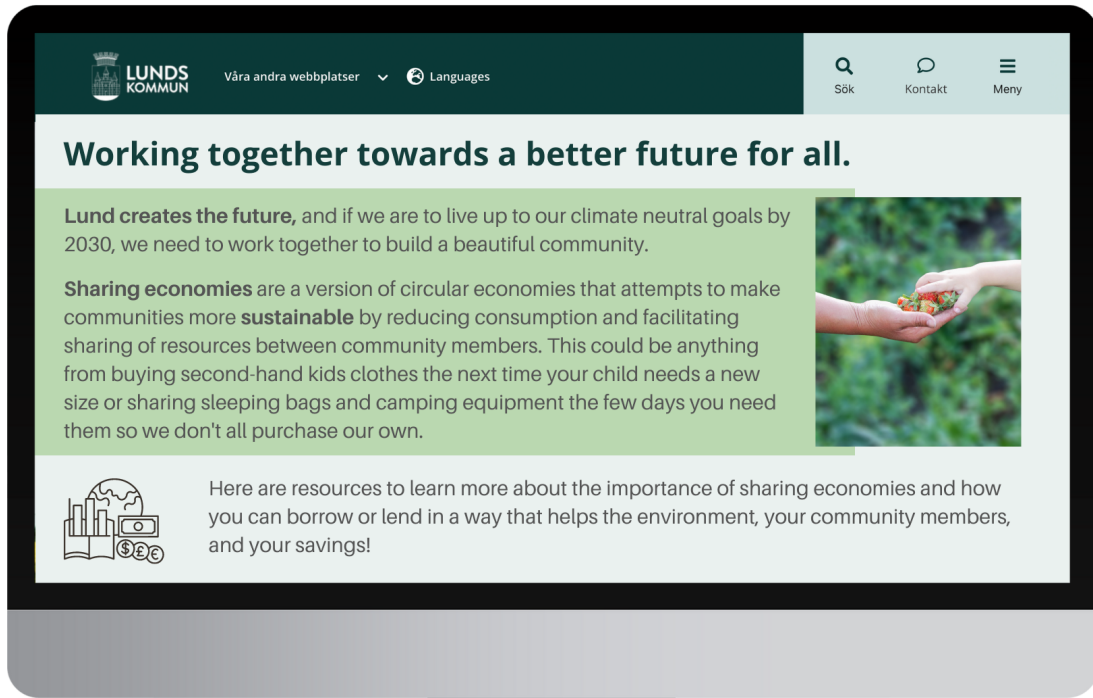 LUNDS
KOMMUN
Våra andra webbplatser
Languages
Sök
Kontakt
Meny
Working together towards a better future for all.
Lund creates the future, and if we are to live up to our climate neutral goals by
2030, we need to work together to build a beautiful community.
Sharing economies are a version of circular economies that attempts to make
communities more sustainable by reducing consumption and facilitating
sharing of resources between community members. This could be anything
from buying second-hand kids clothes the next time your child needs a new
size or sharing sleeping bags and camping equipment the few days you need
them so we don't all purchase our own.
Here are resources to learn more about the importance of sharing economies and how
you can borrow or lend in a way that helps the environment, your community members,
and your savings!